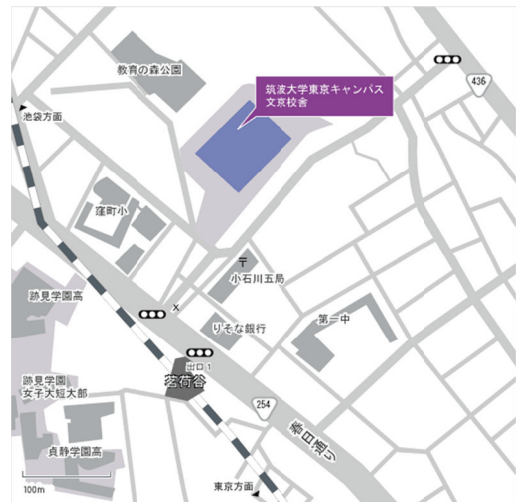 436
教育の森公園
筑波大学東京キャンパス
文京校舎
池袋方面
窪町小
〒
小石川五局
跡見学園高
X
りそな銀行
第一中
出口1
茗荷谷
跡見学園
女子大短大部
254
春日通り
貞静学園高
100m
東京方面